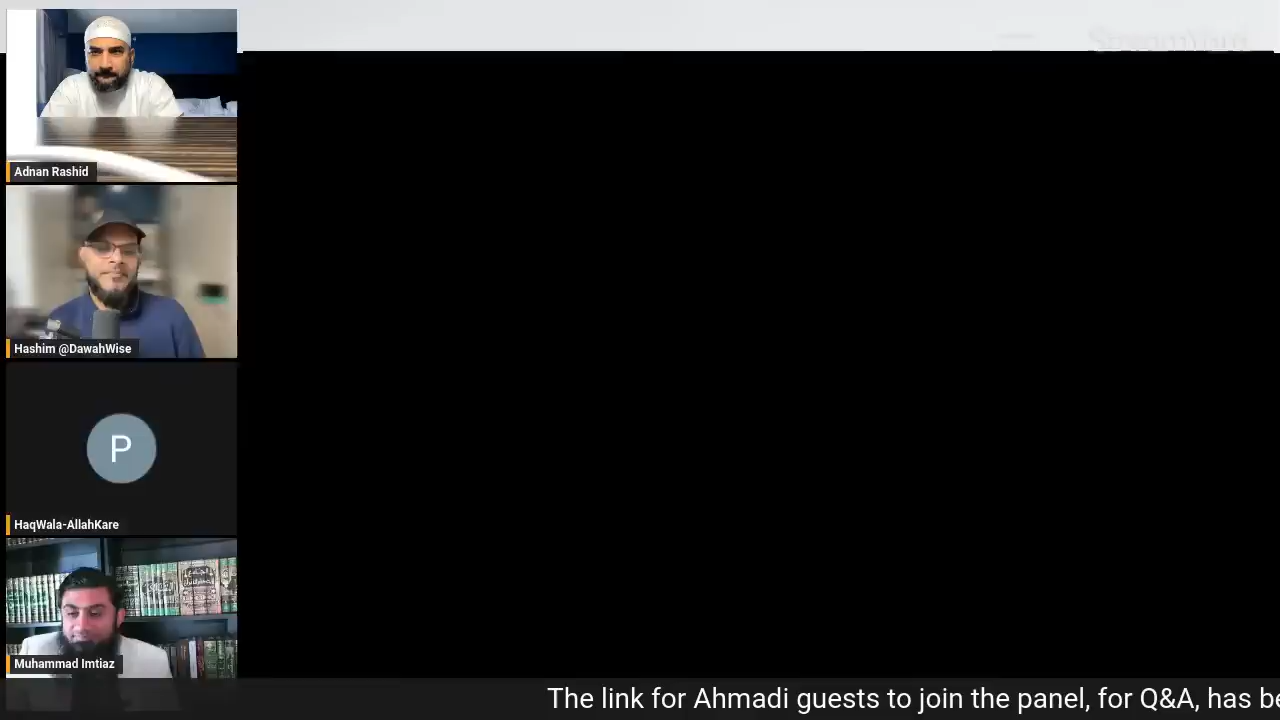 StreamYard
Adnan Rashid
Hashim @DawahWise
P
HaqWala-AllahKare
Muhammad Imtiaz
The link for Ahmadi guests to join the panel, for Q&A, has be